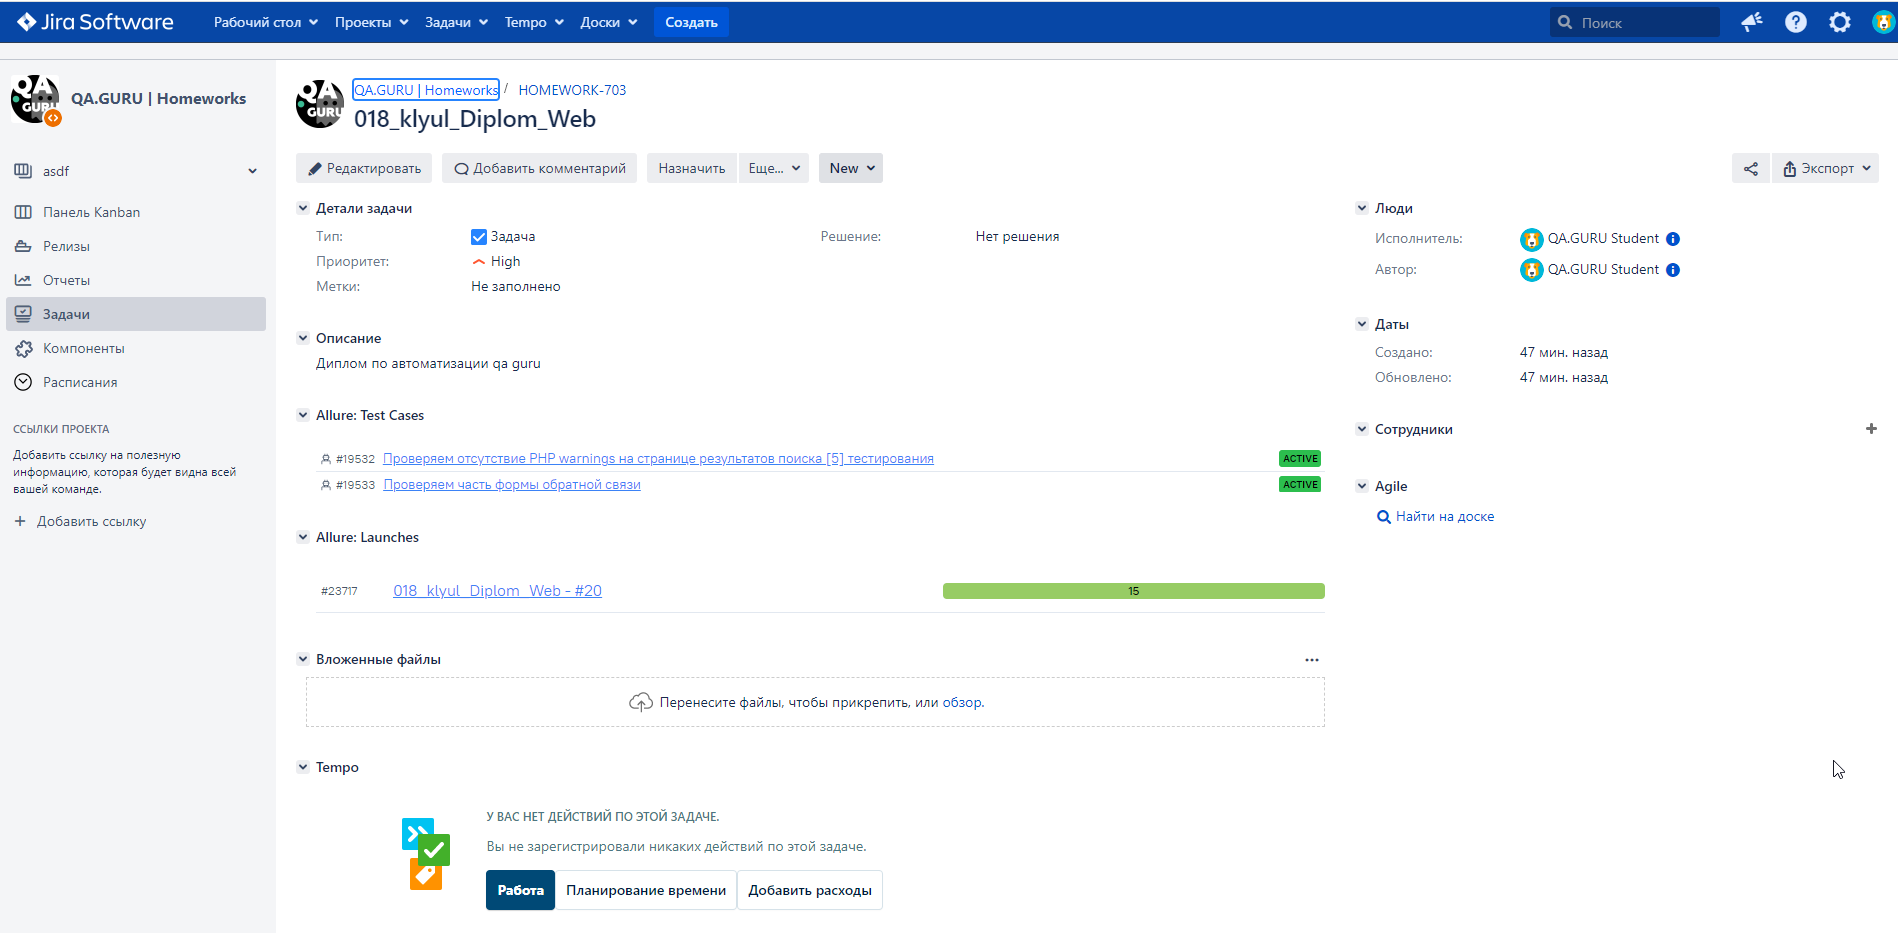 Jira Software Рабочий стол Проекты Задачи Tempo Доски Создать Поиск
QA.GURU | Homeworks
asdf
Панель Kanban
Релизы
Отчеты
Задачи
Компоненты
Расписания
ССЫЛКИ ПРОЕКТА
Добавить ссылку на полезную
информацию, которая будет видна всей
вашей команде.
+ Добавить ссылку
QA GURU
QA.GURU | Homeworks / HOMEWORK-703
018_klyul_Diplom_Web
Редактировать Добавить комментарий Назначить Еще... New Экспорт
Детали задачи
Тип: Задача Решение: Нет решения
Приоритет: High
Метки: Не заполнено
Описание
Диплом по автоматизации qa guru
Allure: Test Cases
#19532 Проверяем отсутствие PHP warnings на странице результатов поиска [5] тестирования ACTIVE
#19533 Проверяем часть формы обратной связи ACTIVE
Allure: Launches
#23717 018_klyul_Diplom_Web - #20 15
Вложенные файлы ...
Перенесите файлы, чтобы прикрепить, или обзор.
Tempo
У ВАС НЕТ ДЕЙСТВИЙ ПО ЭТОЙ ЗАДАЧЕ.
Вы не зарегистрировали никаких действий по этой задаче.
Работа Планирование времени Добавить расходы
Люди
Исполнитель: QA.GURU Student
Автор: QA.GURU Student
Даты
Создано: 47 мин. назад
Обновлено: 47 мин. назад
Сотрудники +
Agile
Найти на доске